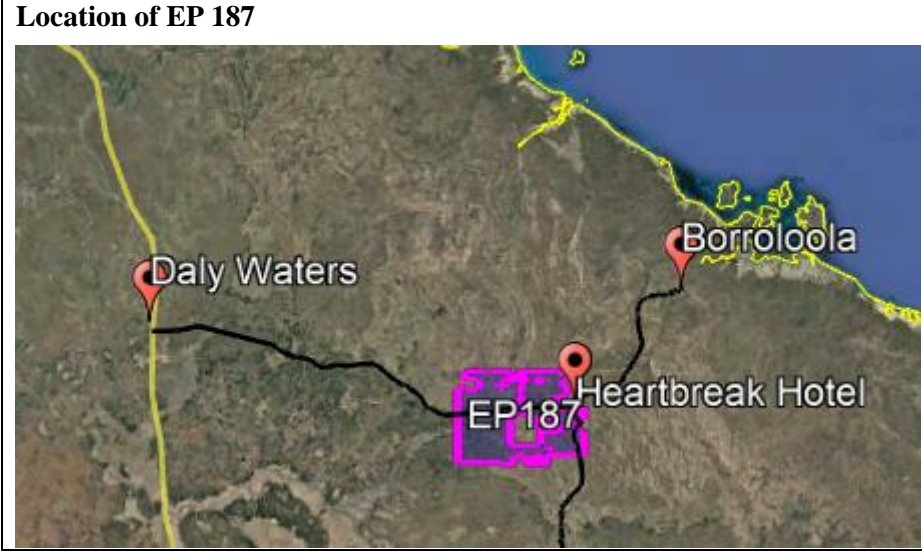 Location of EP 187
Borroloola
Daly Waters
Heartbreak Hotel
EP187